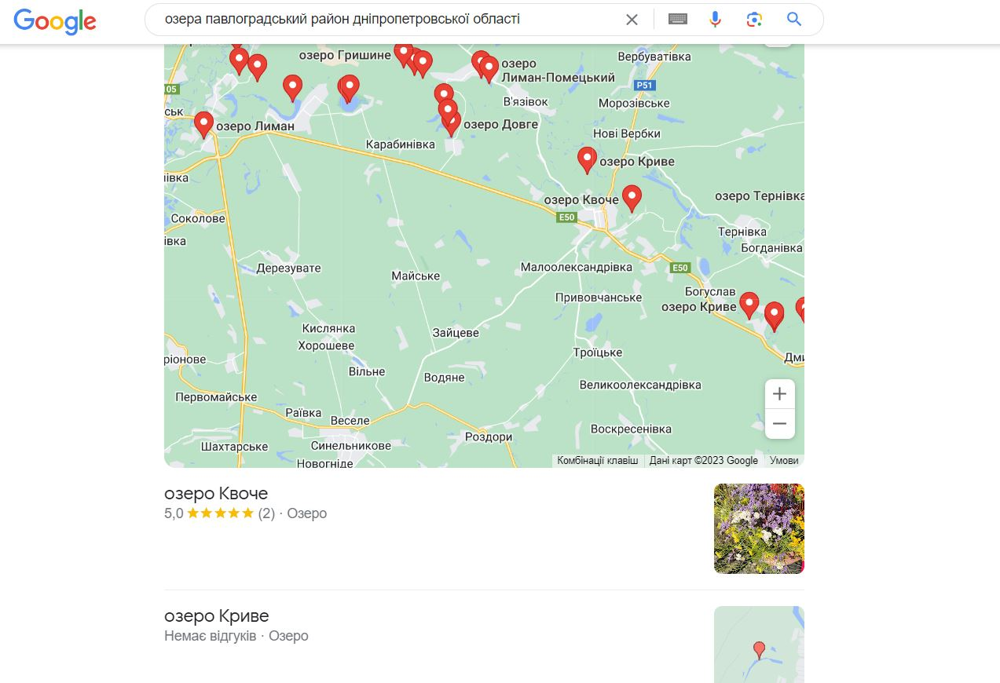 Google
озера павлоградський район дніпропетровської області
озеро Гришине
озеро
Лиман-Помецький
Вербуватівка
05
P51
В'язівок
Морозівське
ськ
озеро Лиман
озеро Довге
Карабинівка
Нові Вербки
озеро Криве
івка
озеро Квоче
озеро Тернівка
E50
Соколове
Тернівка
івка
Богданівка
Дерезувате
Майське
Малоолександрівка
E50
Привовчанське
Богуслав
озеро Криве
Кислянка
Хорошеве
Зайцеве
ріонове
Троїцьке
Дми
Вільне
Водяне
Великоолександрівка
Первомайське
Раївка
Веселе
Роздори
Воскресенівка
Шахтарське
Синельникове
Новогніде
Комбінації клавіш
Дані карт ©2023 Google
Умови
озеро Квоче
5,0 ★★★★★ (2) · Озеро
озеро Криве
Немає відгуків · Озеро